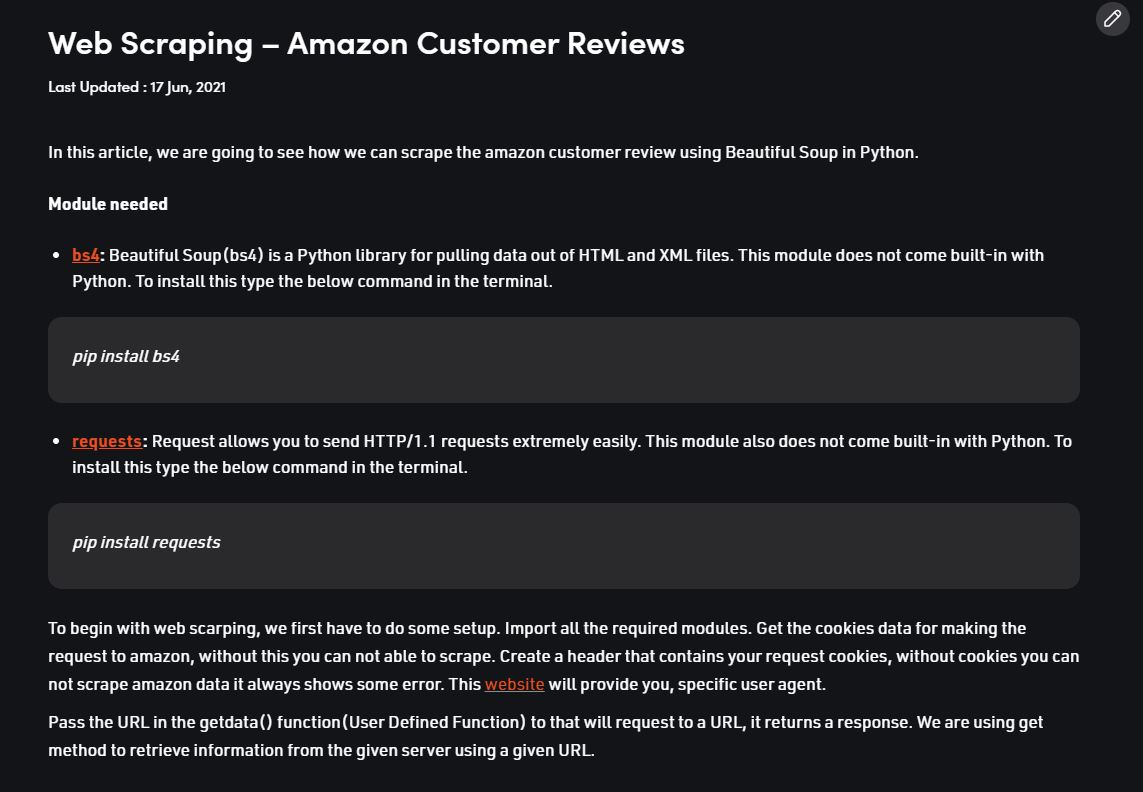 Web Scraping – Amazon Customer Reviews
Last Updated : 17 Jun, 2021
In this article, we are going to see how we can scrape the amazon customer review using Beautiful Soup in Python.
Module needed
• bs4: Beautiful Soup(bs4) is a Python library for pulling data out of HTML and XML files. This module does not come built-in with
Python. To install this type the below command in the terminal.
pip install bs4
• requests: Request allows you to send HTTP/1.1 requests extremely easily. This module also does not come built-in with Python. To
install this type the below command in the terminal.
pip install requests
To begin with web scarping, we first have to do some setup. Import all the required modules. Get the cookies data for making the
request to amazon, without this you can not able to scrape. Create a header that contains your request cookies, without cookies you can
not scrape amazon data it always shows some error. This website will provide you, specific user agent.
Pass the URL in the getdata() function(User Defined Function) to that will request to a URL, it returns a response. We are using get
method to retrieve information from the given server using a given URL.